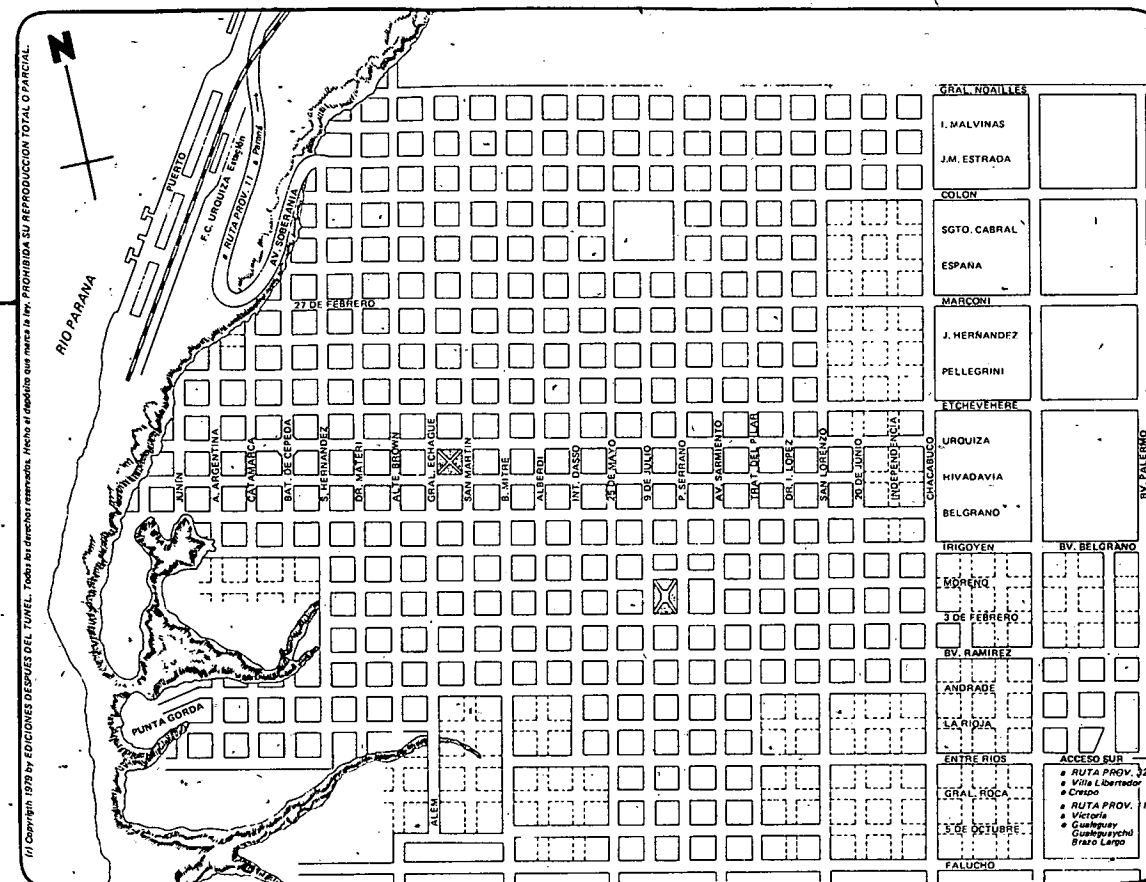 (c) Copyright 1979 by EDICIONES DESPUES DEL TUNEL. Todos los derechos reservados. Hecho el depósito que marca la ley. PROHIBIDA SU REPRODUCCION TOTAL O PARCIAL.
N
RIO PARANA
PUERTO
F.C. URQUIZA Estación
a RUTA PROV. 11 a Paraná
AV. SOBERANIA
27 DE FEBRERO
GRAL. NOAILLES
I. MALVINAS
J.M. ESTRADA
COLON
SGTO. CABRAL
ESPAÑA
MARCONI
J. HERNANDEZ
PELLEGRINI
ETCHEVEHERE
URQUIZA
HIVADAVIA
BELGRANO
IRIGOYEN
BV. BELGRANO
MORENO
3 DE FEBRERO
BV. RAMIREZ
ANDRADE
LA RIOJA
ENTRE RIOS
GRAL. ROCA
5 DE OCTUBRE
FALUCHO
JUNIN
A. ARGENTINA
CATAMARCA
BAT. DE CEPEDA
S. HERNANDEZ
DR. MATERI
ALTE. BROWN
GRAL. ECHAGUE
SAN MARTIN
B. MITRE
ALBERDI
INT. DASSO
25 DE MAYO
9 DE JULIO
P. SERRANO
AV. SARMIENTO
TRAT. DEL PILAR
DR. I. LOPEZ
SAN LORENZO
20 DE JUNIO
INDEPENDENCIA
CHACABUCO
BV. PALERMO
PUNTA GORDA
ALEM
ACCESO SUR
a RUTA PROV. 32
a Villa Libertador
a Crespo
a RUTA PROV. 11
a Victoria
a Gualeguay
Gualeguaychú
Brazo Largo